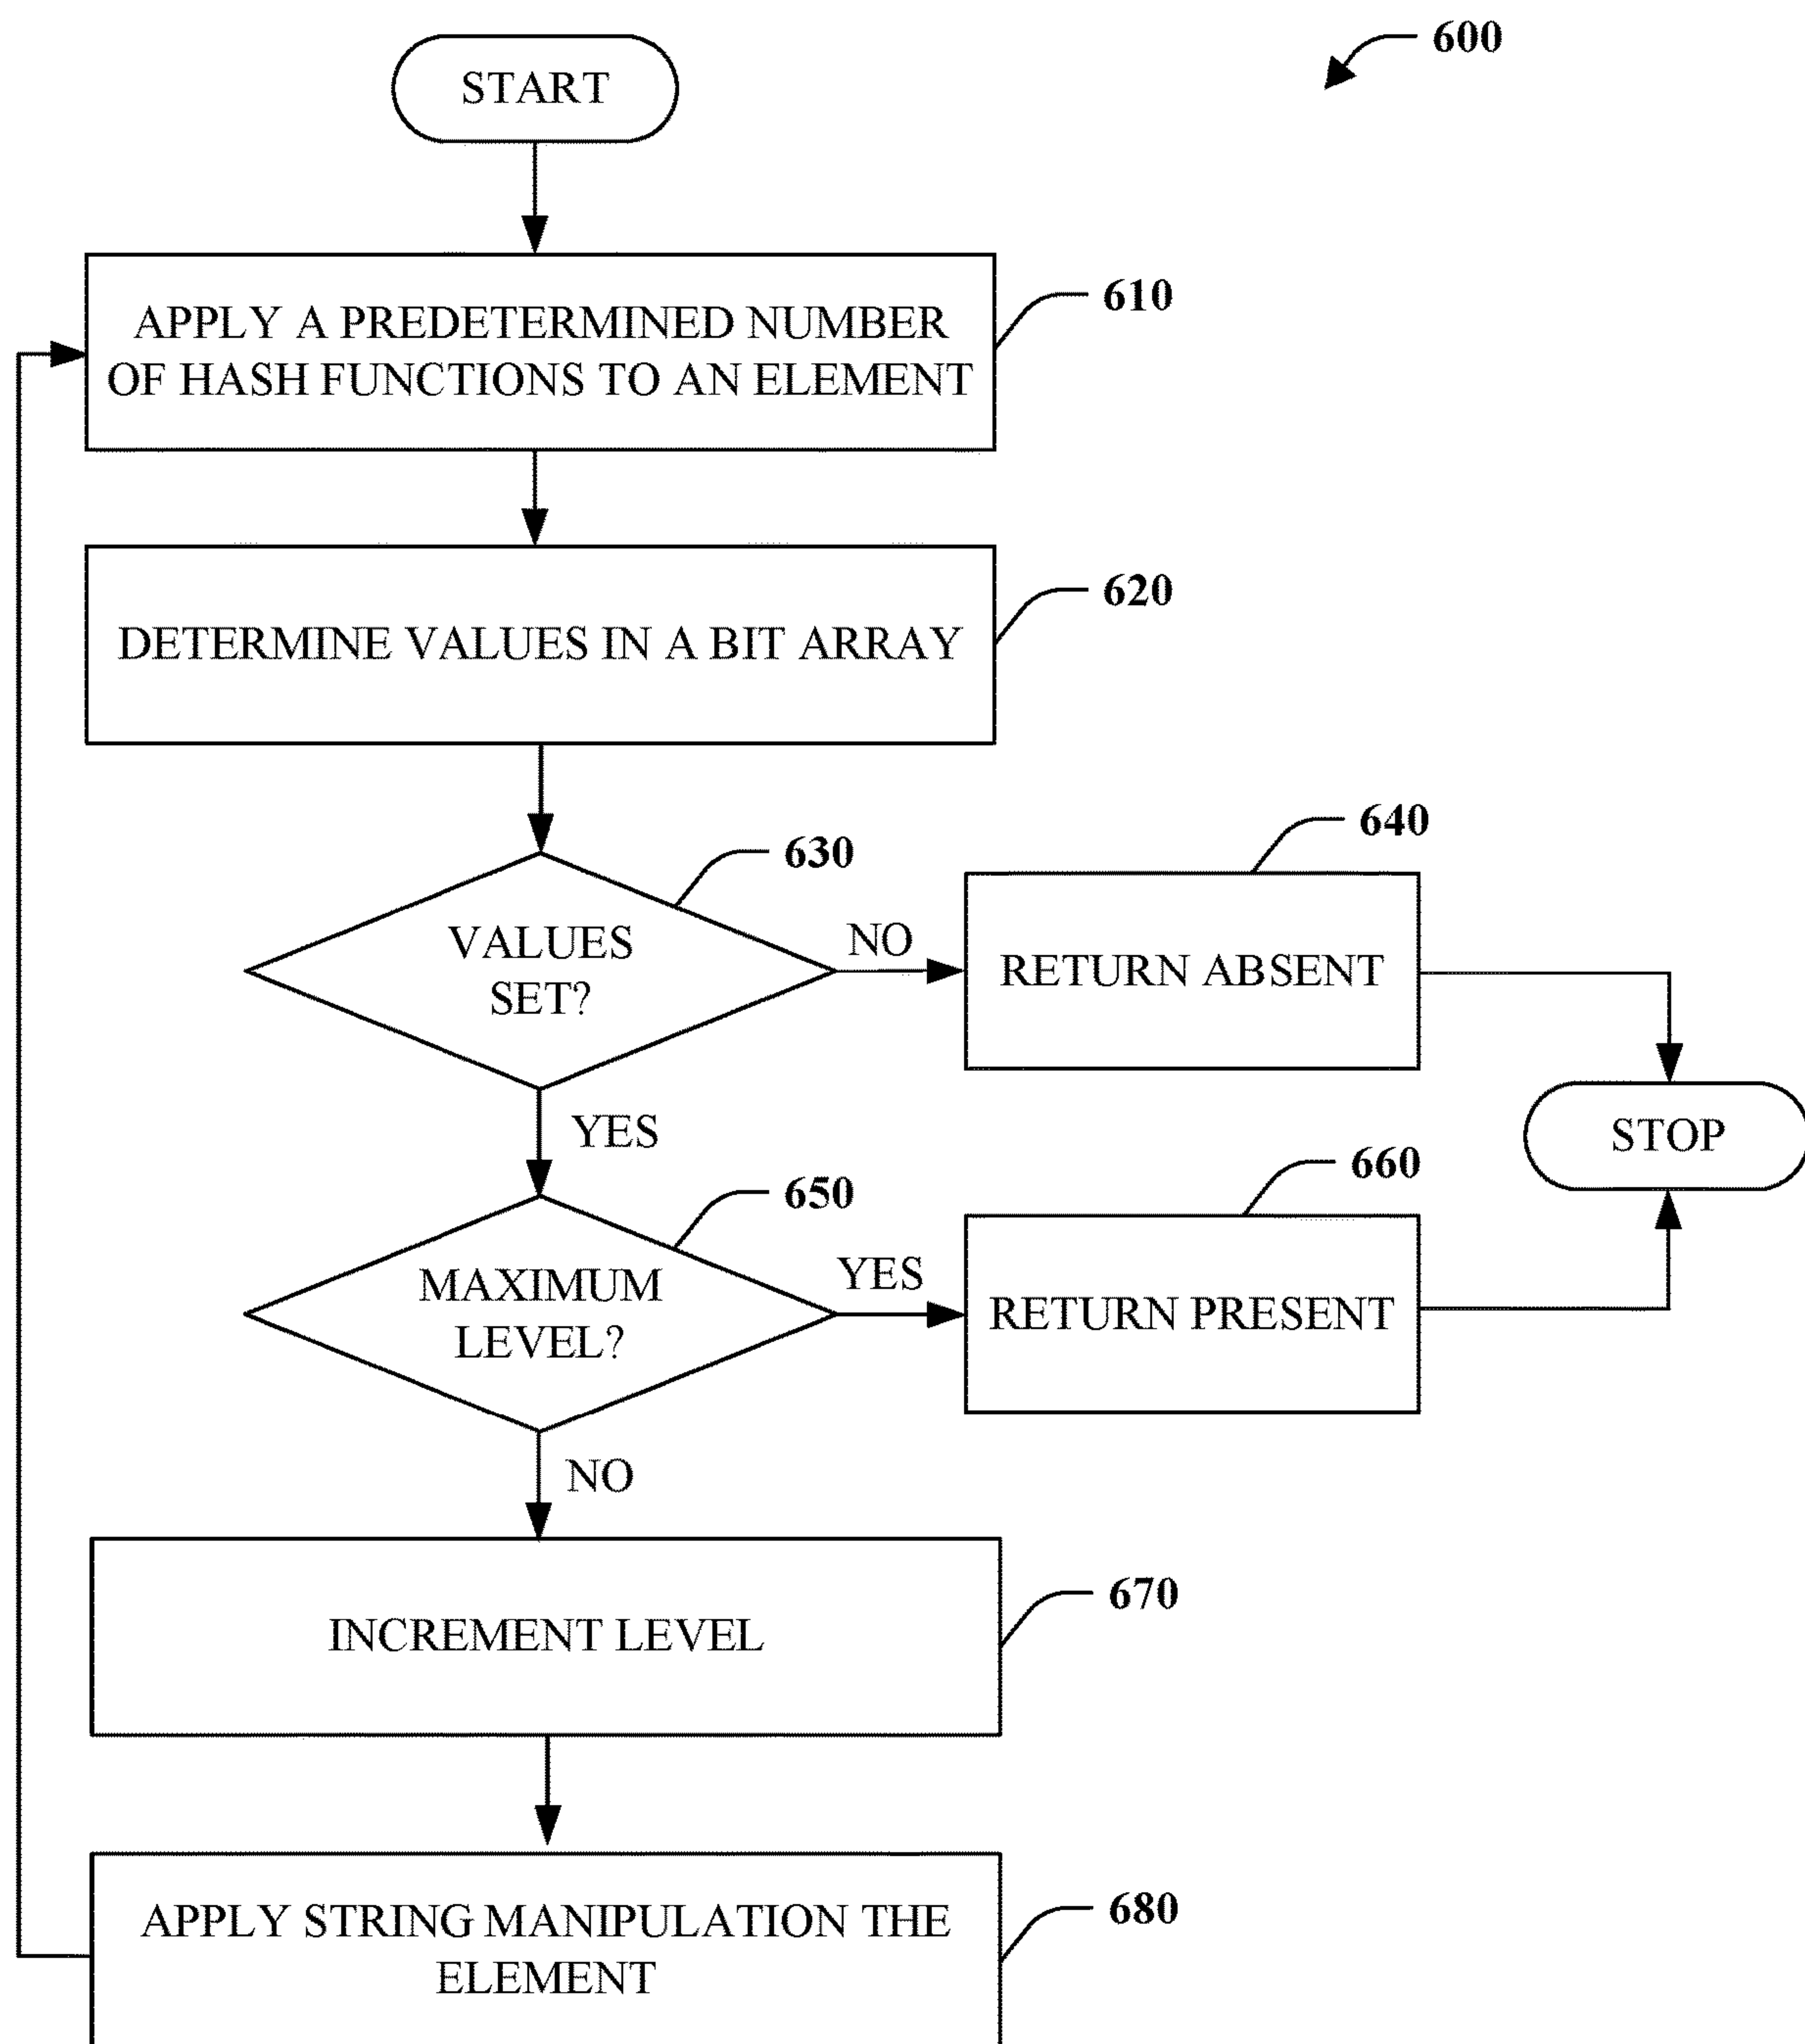 600
START
610
APPLY A PREDETERMINED NUMBER
OF HASH FUNCTIONS TO AN ELEMENT
620
DETERMINE VALUES IN A BIT ARRAY
630
VALUES
SET?
NO
640
RETURN ABSENT
YES
STOP
650
MAXIMUM
LEVEL?
YES
660
RETURN PRESENT
NO
670
INCREMENT LEVEL
680
APPLY STRING MANIPULATION THE
ELEMENT